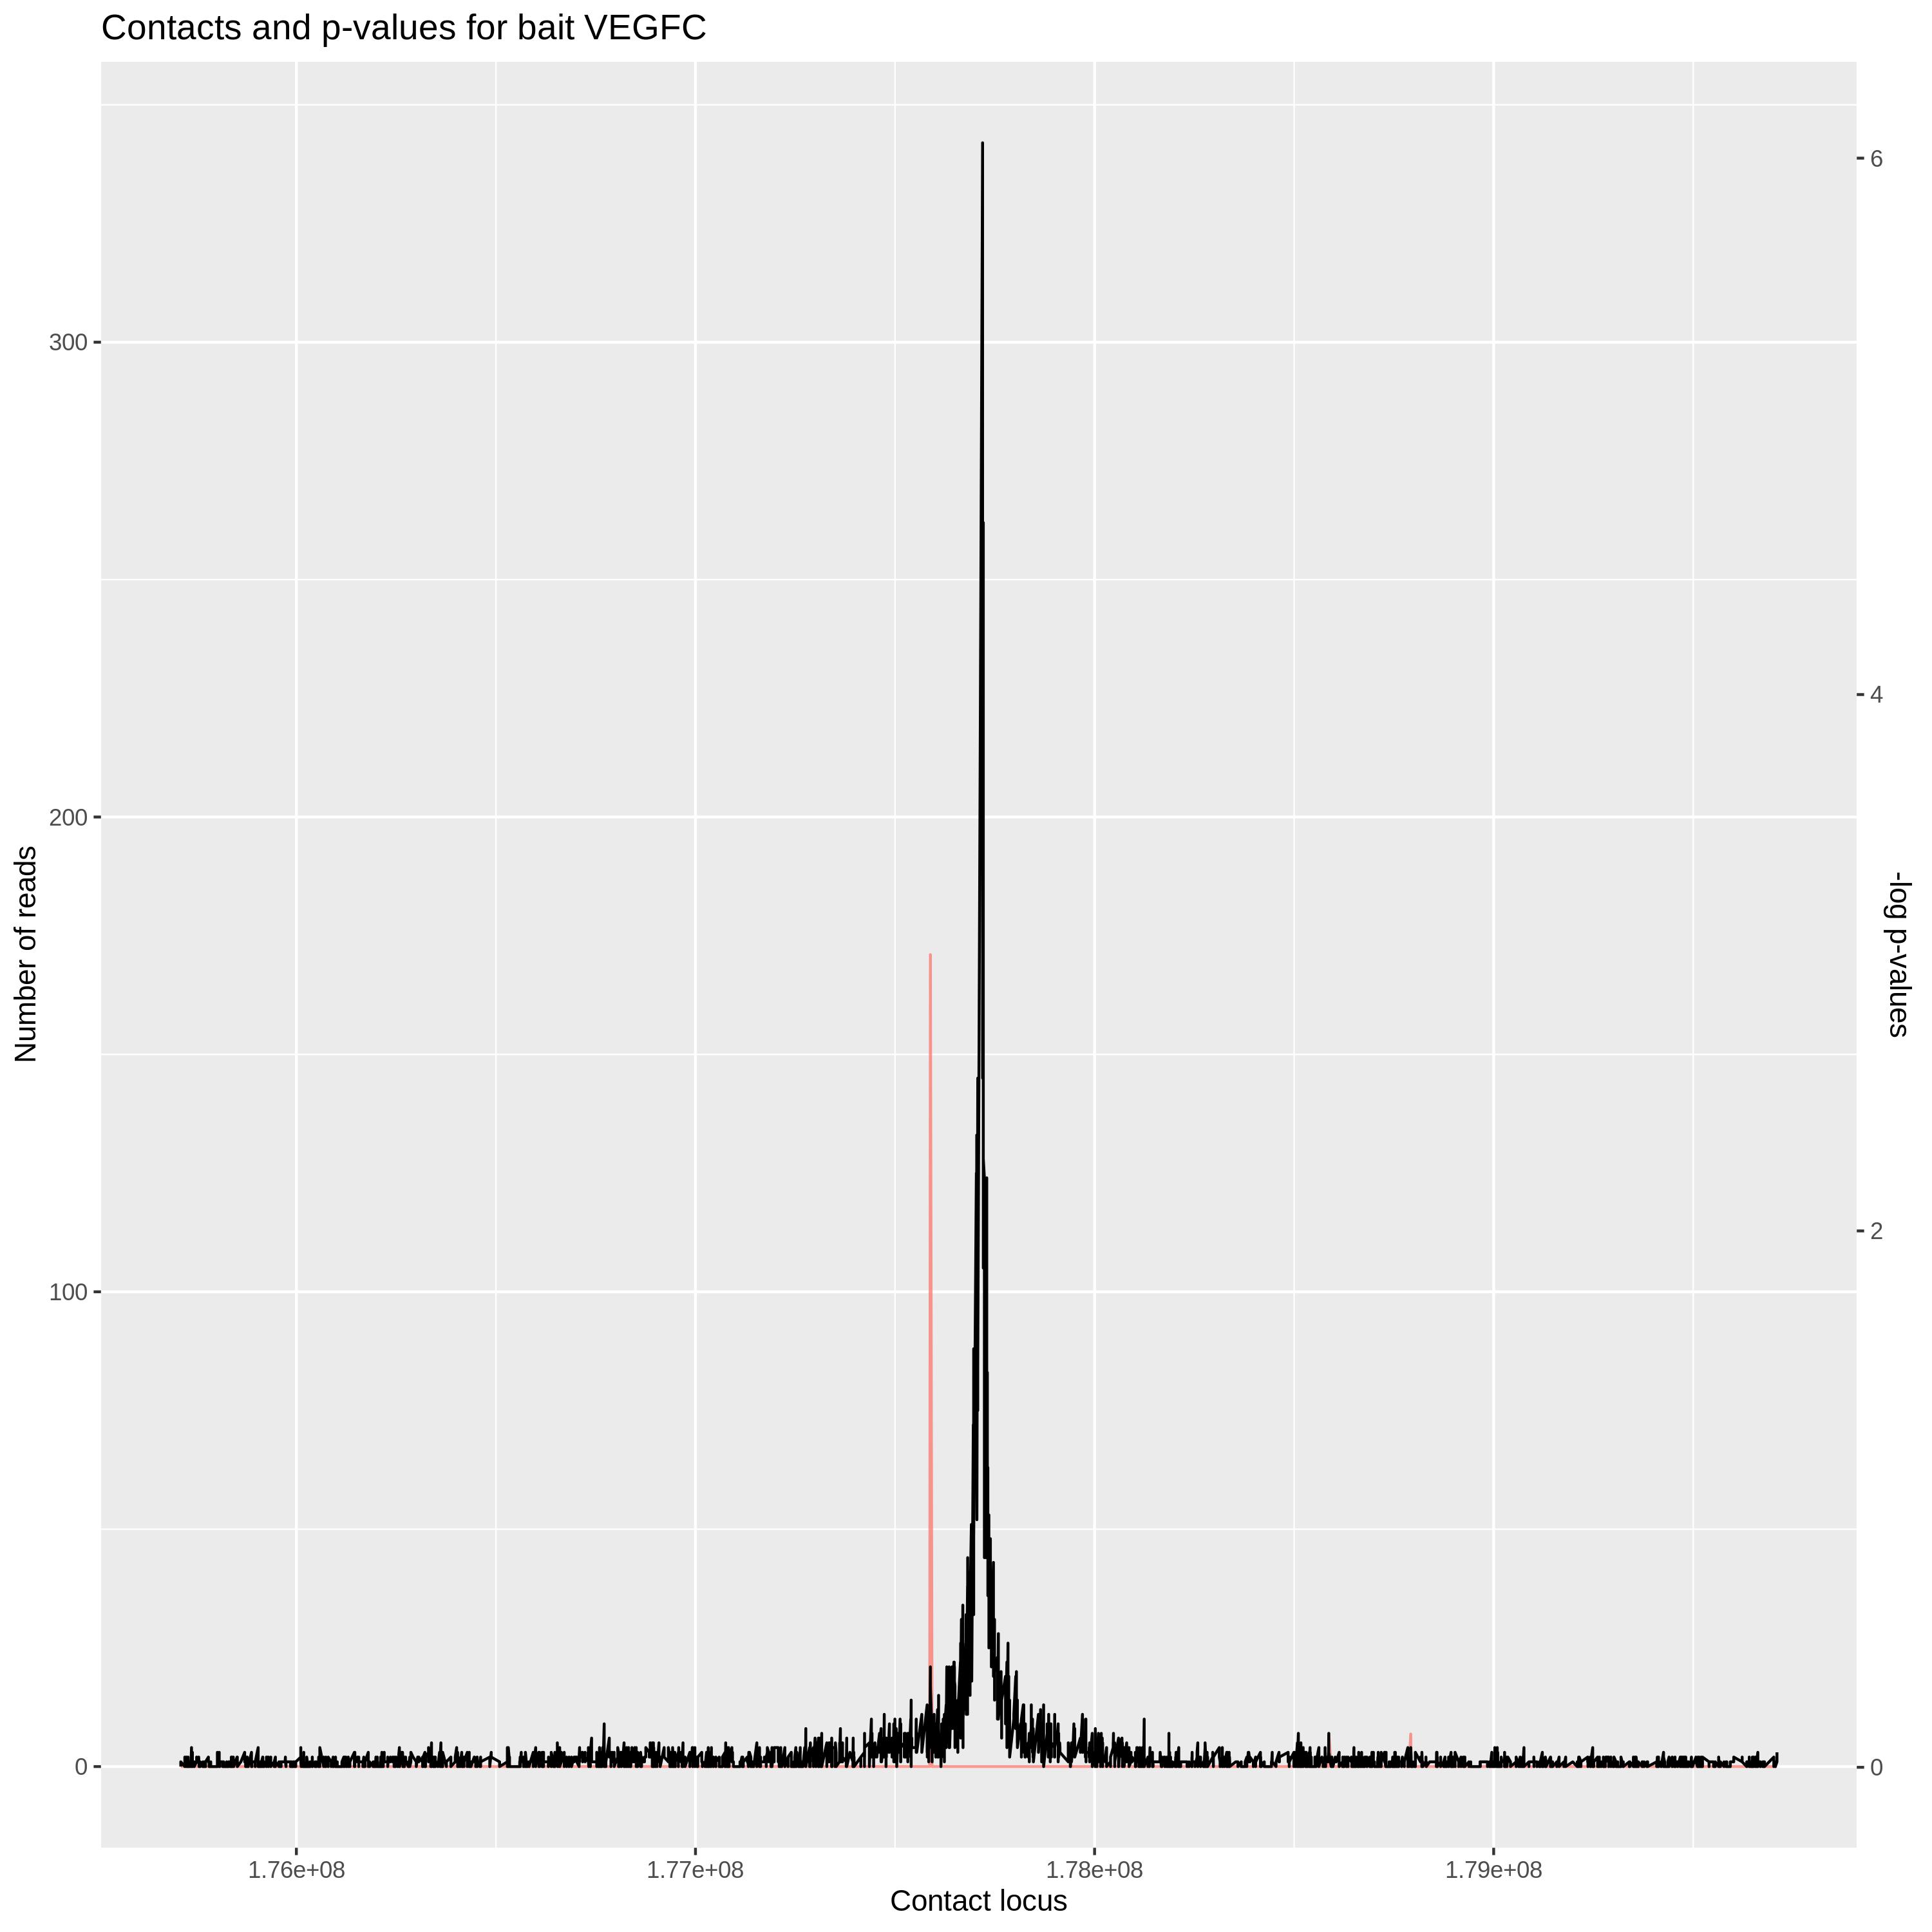 Contacts and p-values for bait VEGFC
Number of reads
300
200
100
0
6
4
2
0
-log p-values
1.76e+08
1.77e+08
1.78e+08
1.79e+08
Contact locus